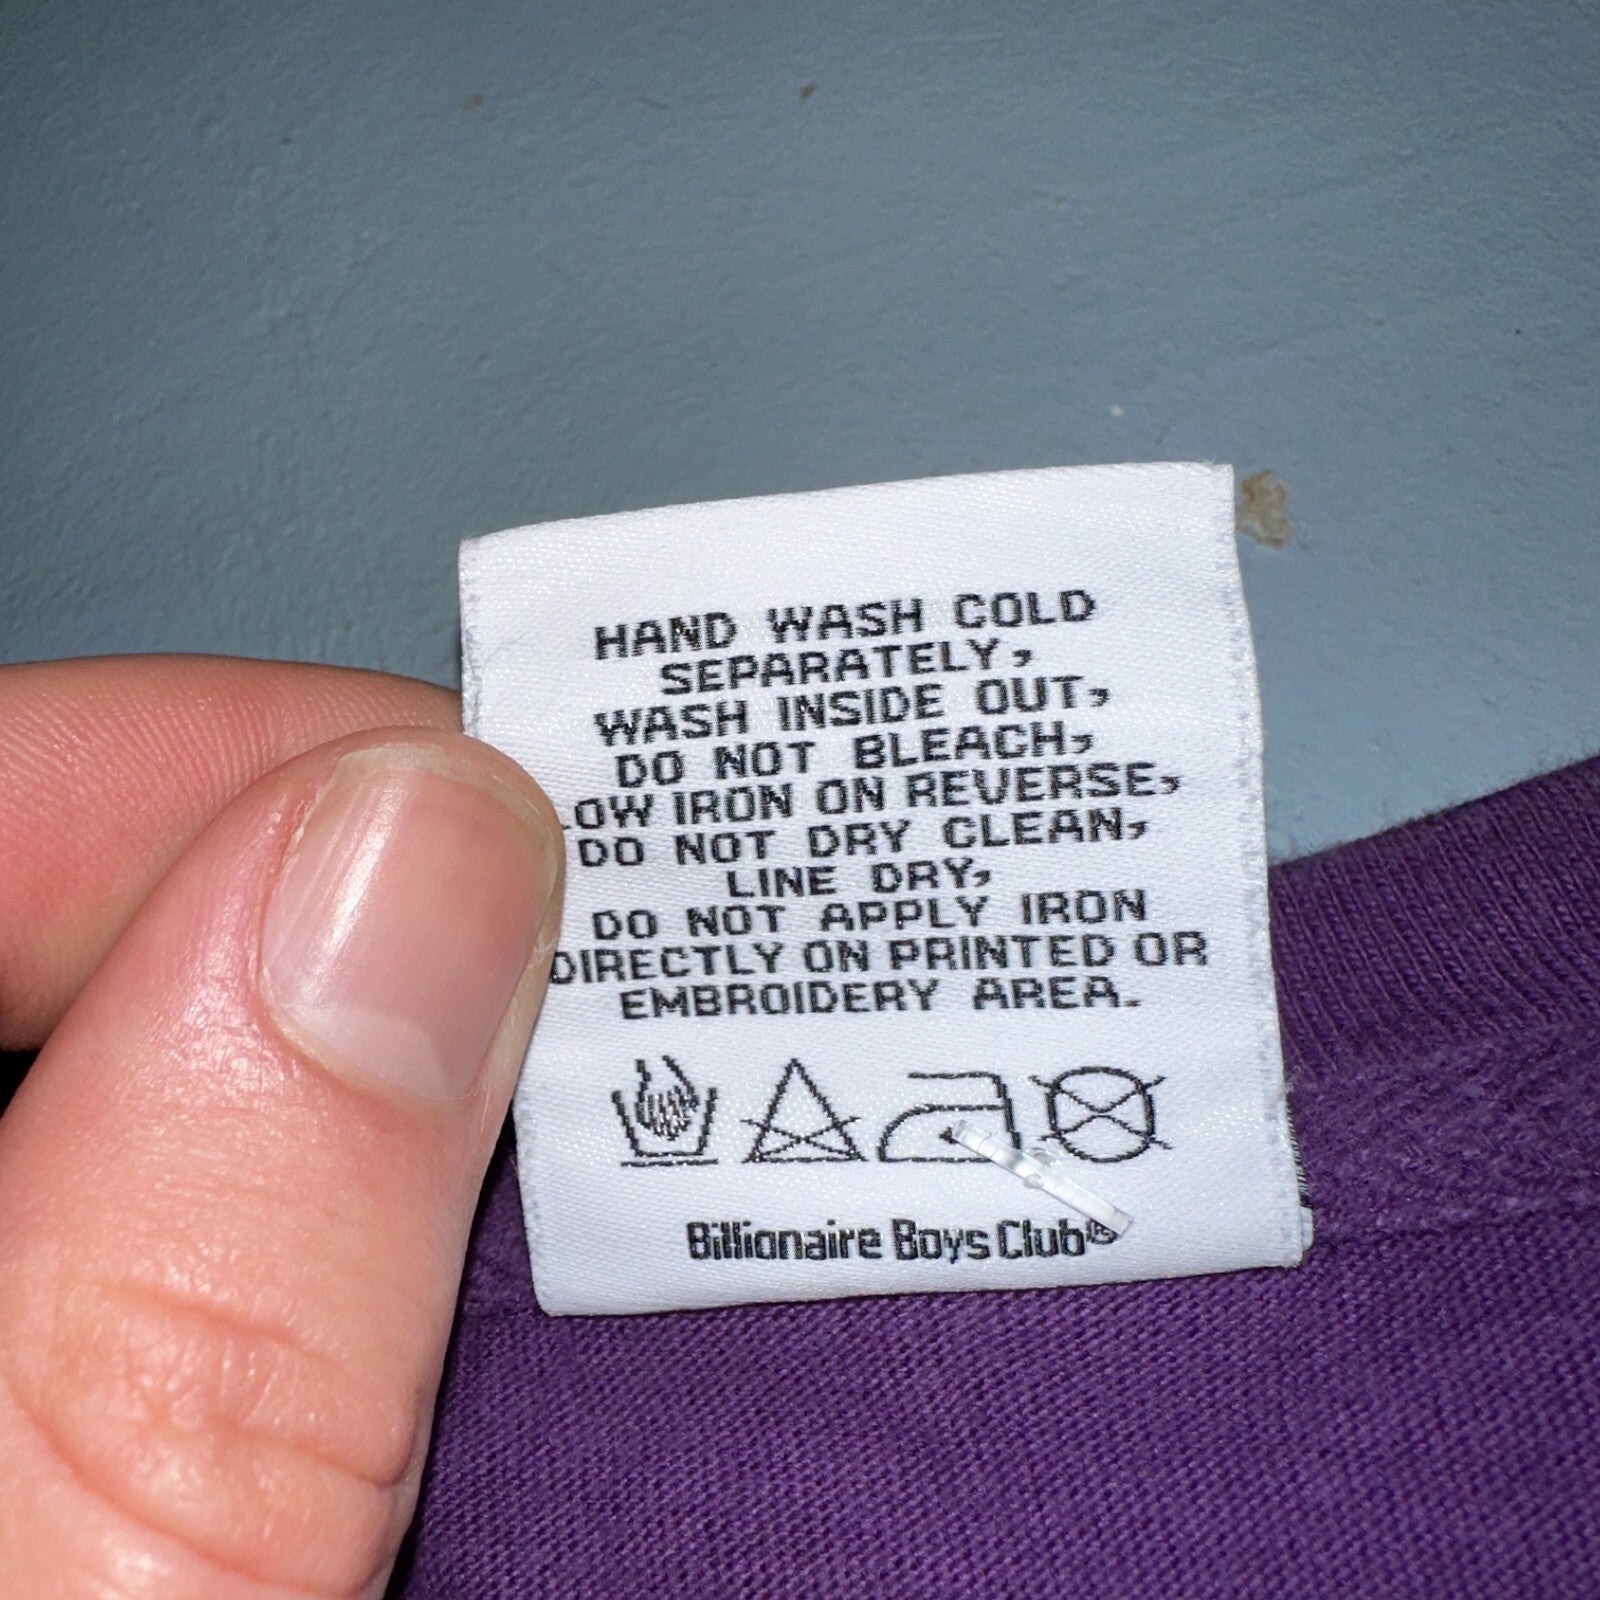 HAND WASH COLD
SEPARATELY,
WASH INSIDE OUT,
DO NOT BLEACH,
LOW IRON ON REVERSE,
DO NOT DRY CLEAN,
LINE DRY,
DO NOT APPLY IRON
DIRECTLY ON PRINTED OR
EMBROIDERY AREA.
Billionaire Boys Club®